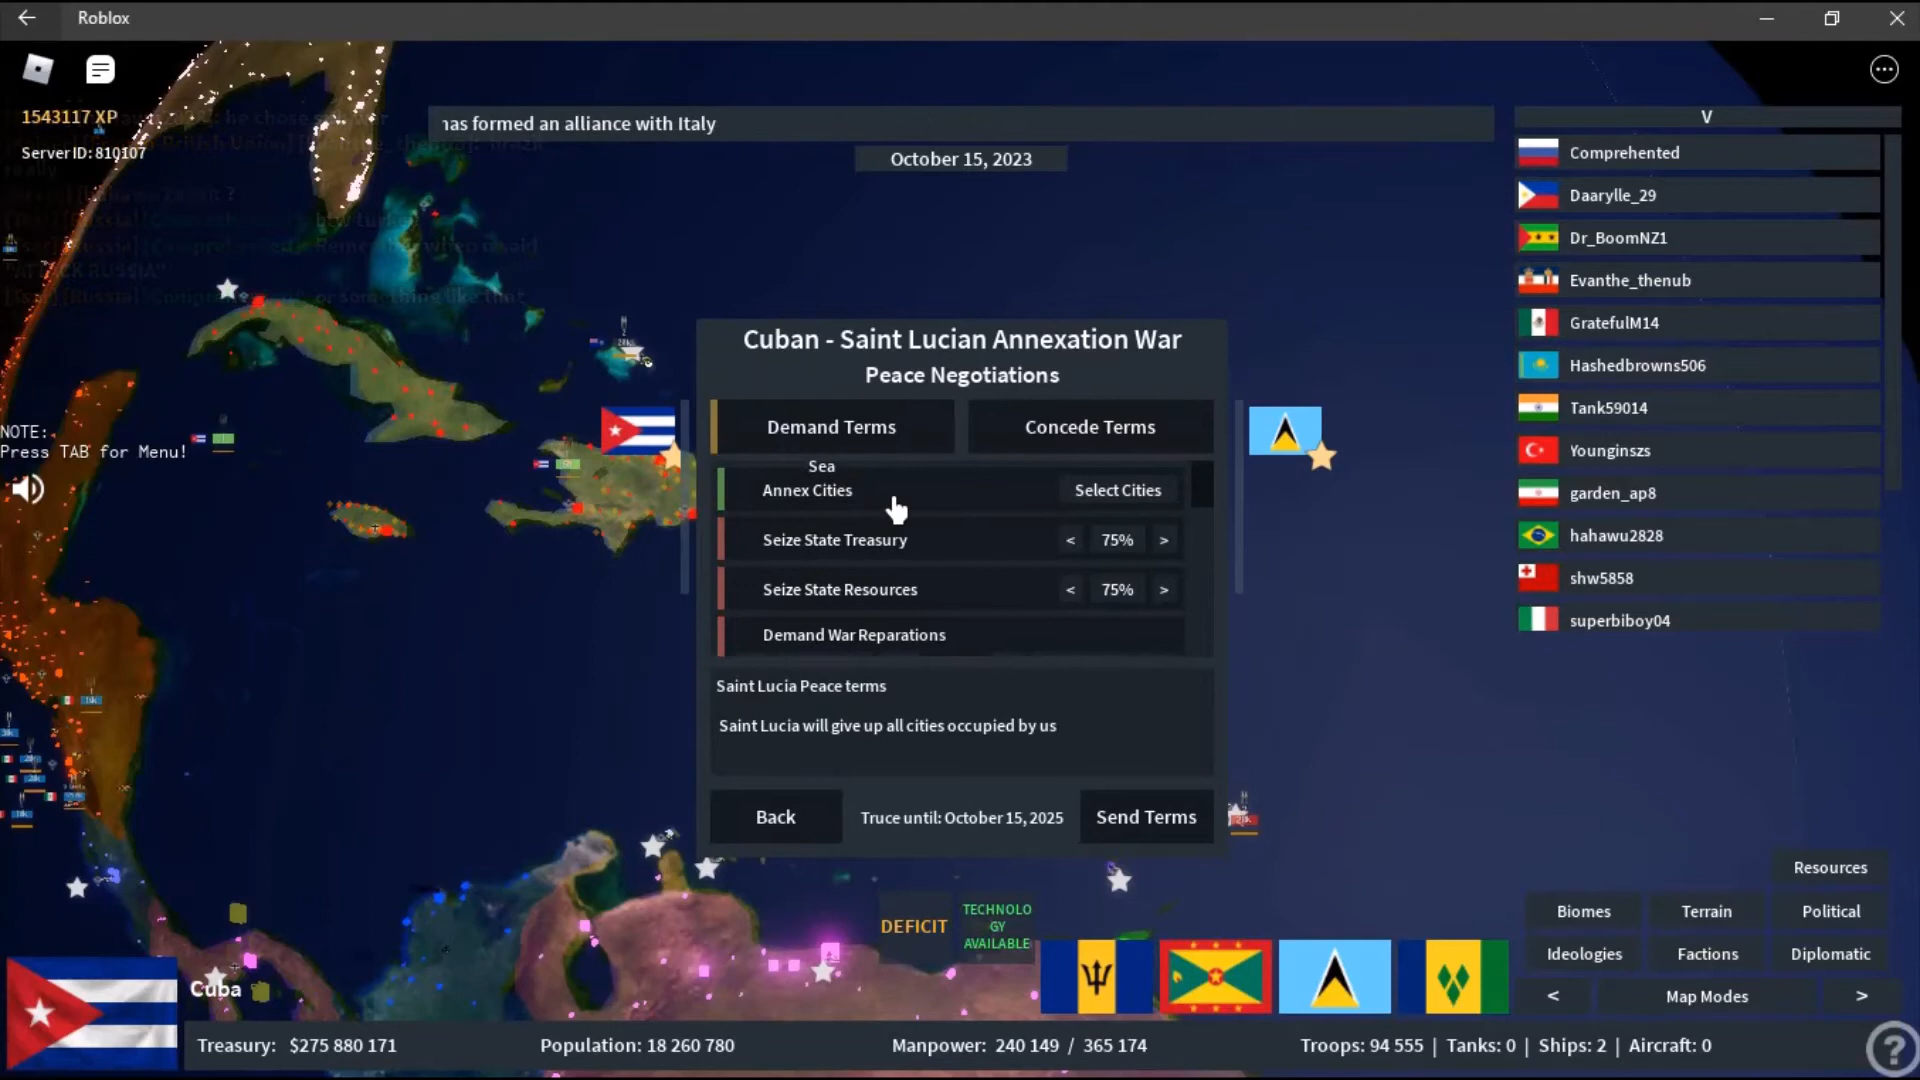 Roblox
1543117 XP
Server ID: 810107
has formed an alliance with Italy
October 15, 2023
V
Comprehented
Daarylle_29
Dr_BoomNZ1
Evanthe_thenub
GratefulM14
Hashedbrowns506
Tank59014
Younginszs
garden_ap8
hahawu2828
shw5858
superbiboy04
NOTE:
Press TAB for Menu!
Cuban - Saint Lucian Annexation War
Peace Negotiations
Demand Terms
Concede Terms
Sea
Annex Cities
Select Cities
Seize State Treasury
< 75% >
Seize State Resources
< 75% >
Demand War Reparations
Saint Lucia Peace terms
Saint Lucia will give up all cities occupied by us
Back
Truce until: October 15, 2025
Send Terms
DEFICIT
TECHNOLO
GY
AVAILABLE
Resources
Biomes
Terrain
Political
Ideologies
Factions
Diplomatic
< Map Modes >
Cuba
Treasury: $275 880 171
Population: 18 260 780
Manpower: 240 149 / 365 174
Troops: 94 555 | Tanks: 0 | Ships: 2 | Aircraft: 0
?